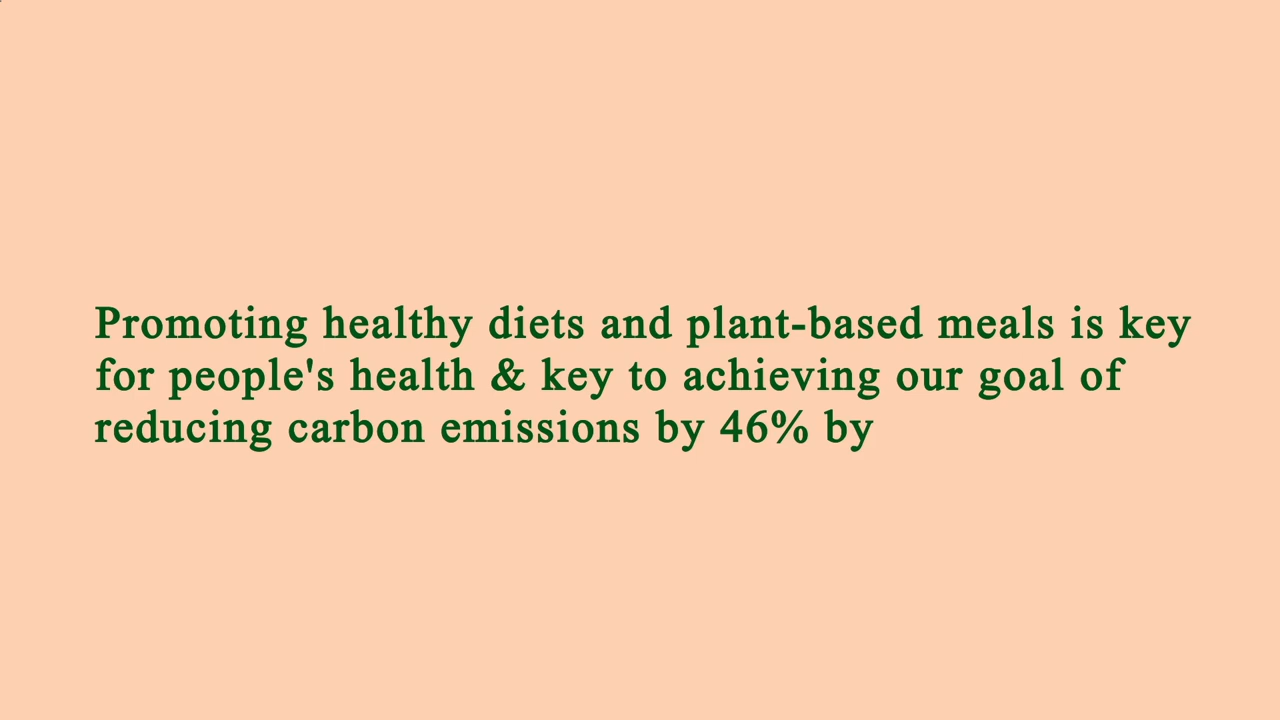 Promoting healthy diets and plant-based meals is key
for people's health & key to achieving our goal of
reducing carbon emissions by 46% by